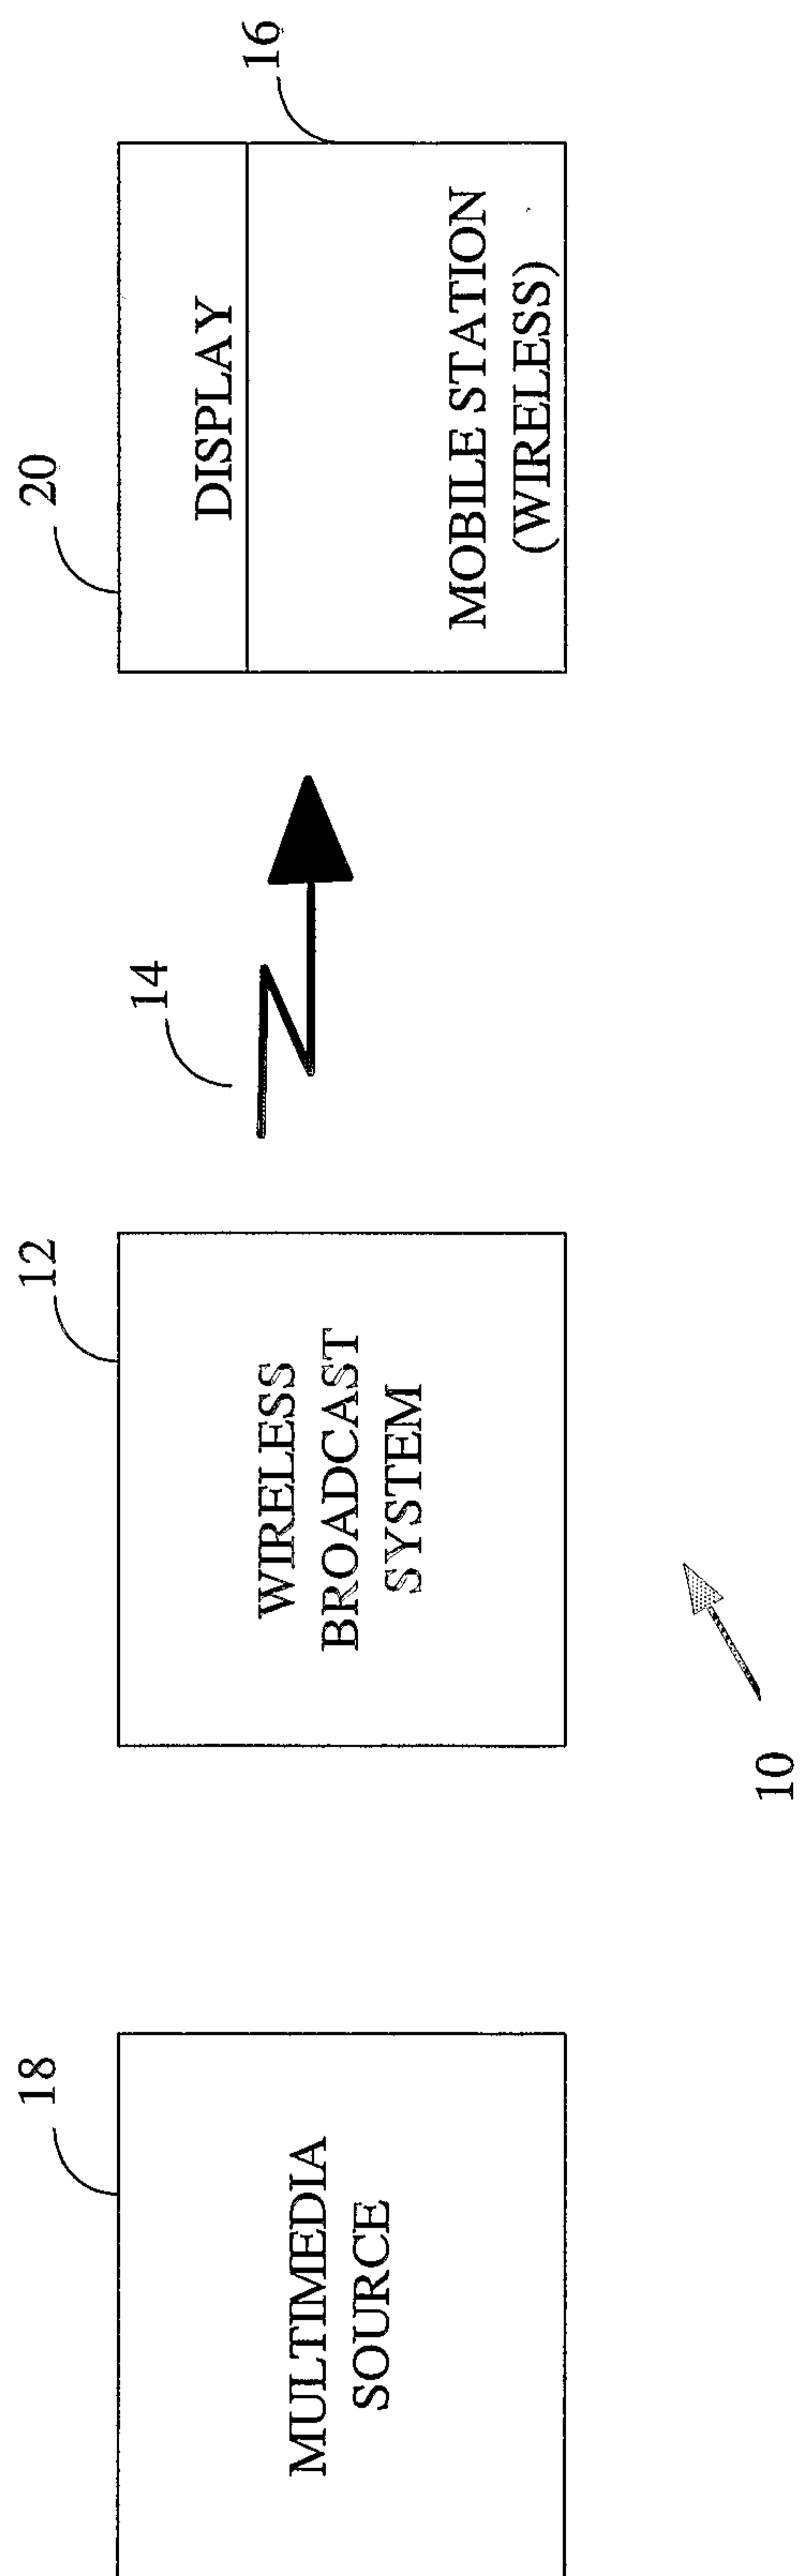 18
MULTIMEDIA
SOURCE
12
WIRELESS
BROADCAST
SYSTEM
10
14
20
DISPLAY
16
MOBILE STATION
(WIRELESS)